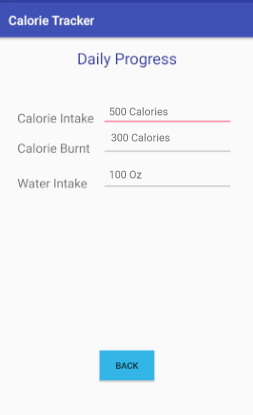 Calorie Tracker
Daily Progress
Calorie Intake 500 Calories
Calorie Burnt 300 Calories
Water Intake 100 Oz
BACK